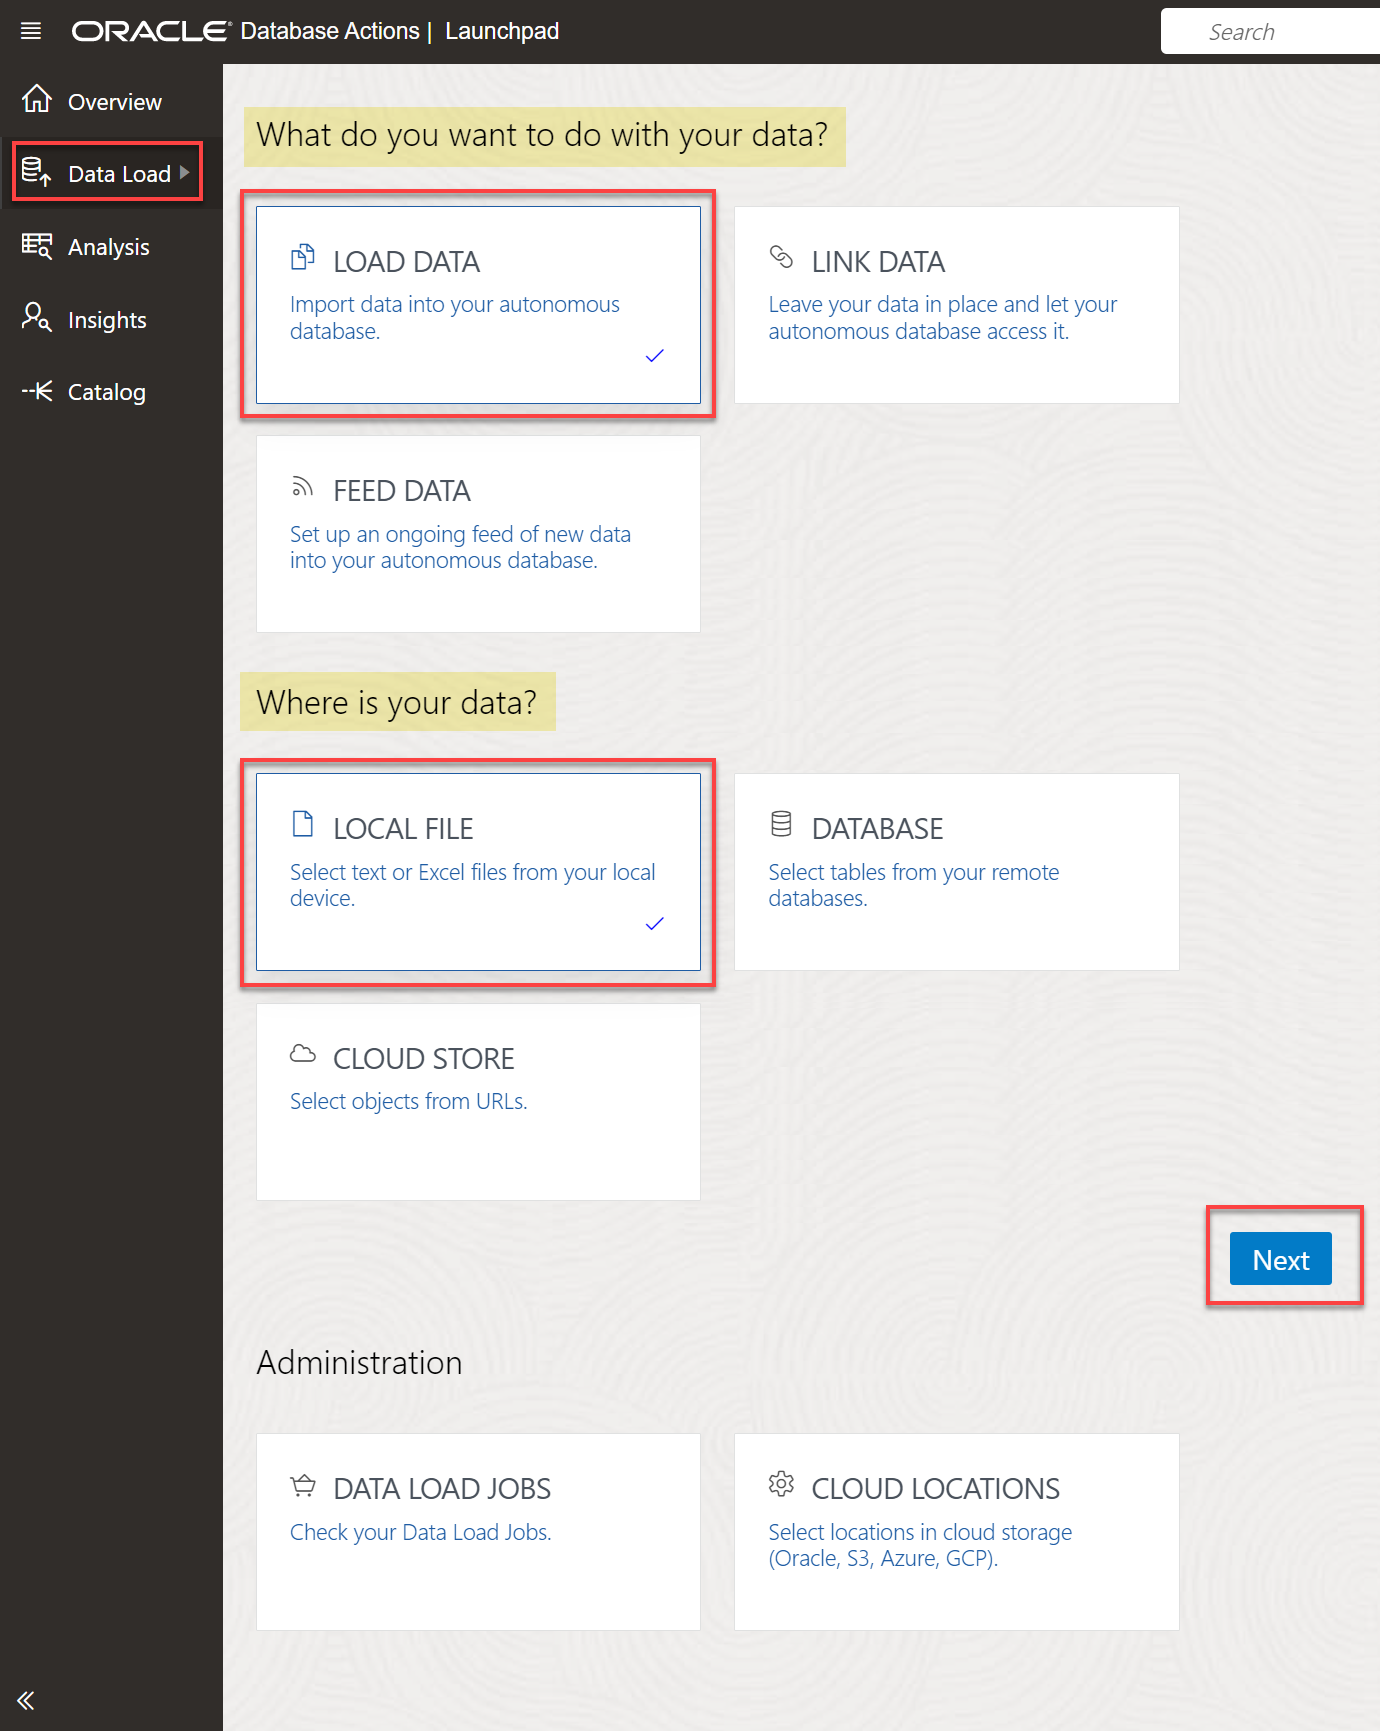 ORACLE® Database Actions | Launchpad
Search
Overview
Data Load
Analysis
Insights
Catalog
What do you want to do with your data?
LOAD DATA
Import data into your autonomous
database.
LINK DATA
Leave your data in place and let your
autonomous database access it.
FEED DATA
Set up an ongoing feed of new data
into your autonomous database.
Where is your data?
LOCAL FILE
Select text or Excel files from your local
device.
DATABASE
Select tables from your remote
databases.
CLOUD STORE
Select objects from URLs.
Next
Administration
DATA LOAD JOBS
Check your Data Load Jobs.
CLOUD LOCATIONS
Select locations in cloud storage
(Oracle, S3, Azure, GCP).